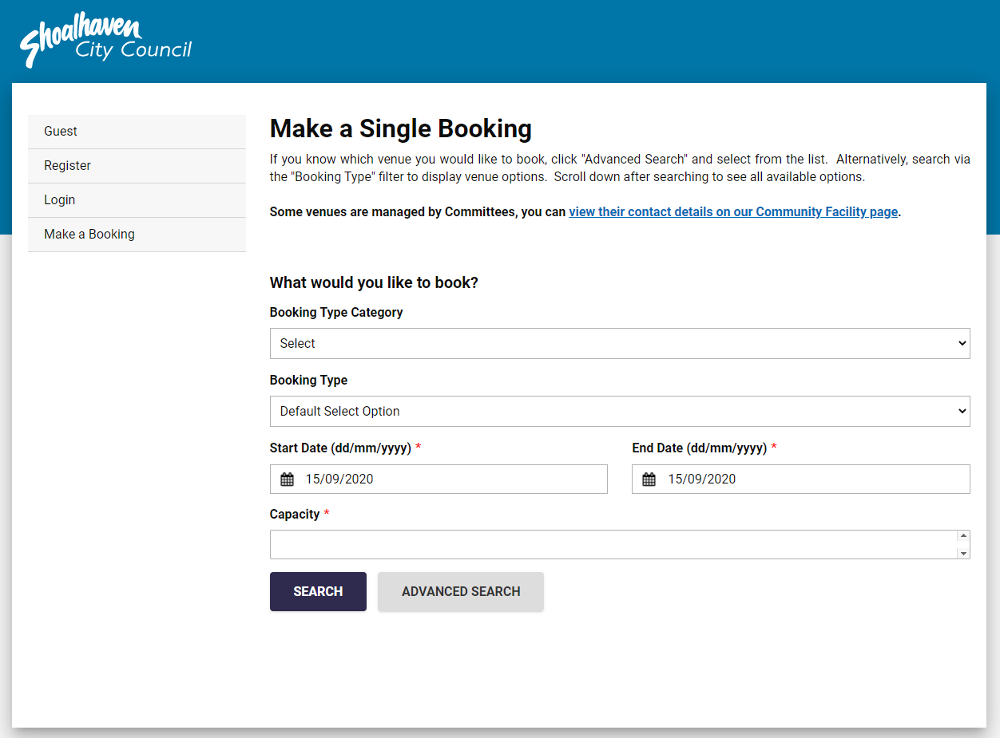 Shoalhaven
City Council
Guest
Register
Login
Make a Booking
Make a Single Booking
If you know which venue you would like to book, click "Advanced Search" and select from the list.  Alternatively, search via
the "Booking Type" filter to display venue options.  Scroll down after searching to see all available options.
Some venues are managed by Committees, you can view their contact details on our Community Facility page.
What would you like to book?
Booking Type Category
Select
Booking Type
Default Select Option
Start Date (dd/mm/yyyy) * End Date (dd/mm/yyyy) *
15/09/2020 15/09/2020
Capacity *
SEARCH ADVANCED SEARCH